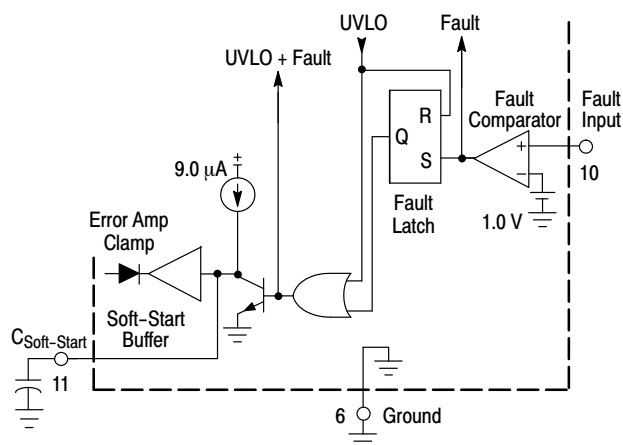 UVLO
Fault
UVLO + Fault
R
Q
S
Fault
Comparator
Fault
Input
+
−
10
9.0 µA
+
Fault
Latch
1.0 V
Error Amp
Clamp
Soft−Start
Buffer
CSoft−Start
11
6
Ground